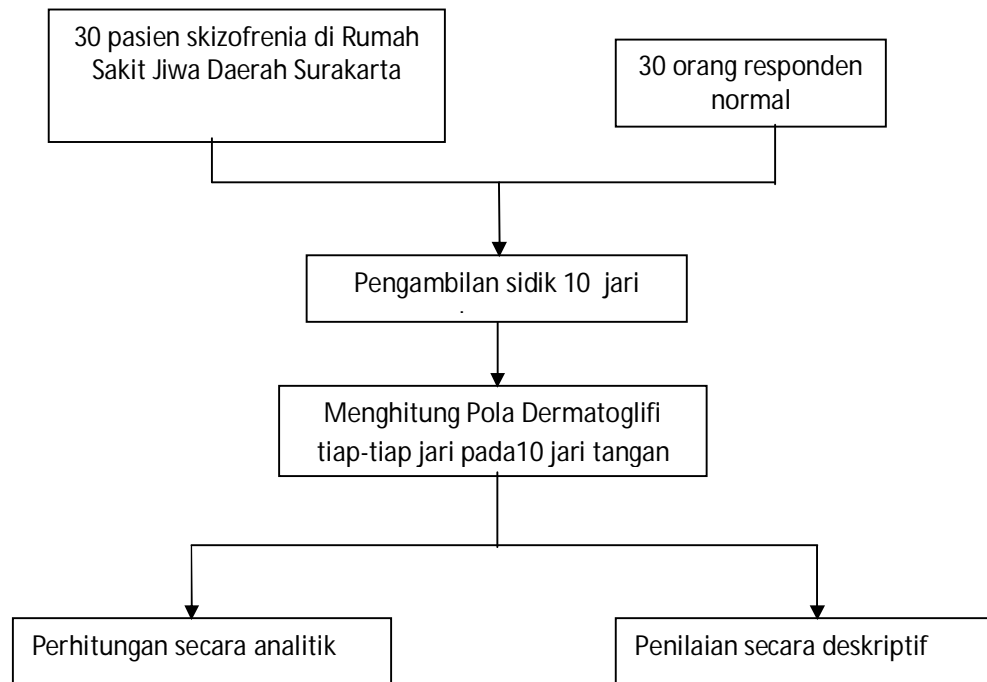 30 pasien skizofrenia di Rumah
Sakit Jiwa Daerah Surakarta
30 orang responden
normal
Pengambilan sidik 10 jari
Menghitung Pola Dermatoglifi
tiap-tiap jari pada10 jari tangan
Perhitungan secara analitik
Penilaian secara deskriptif